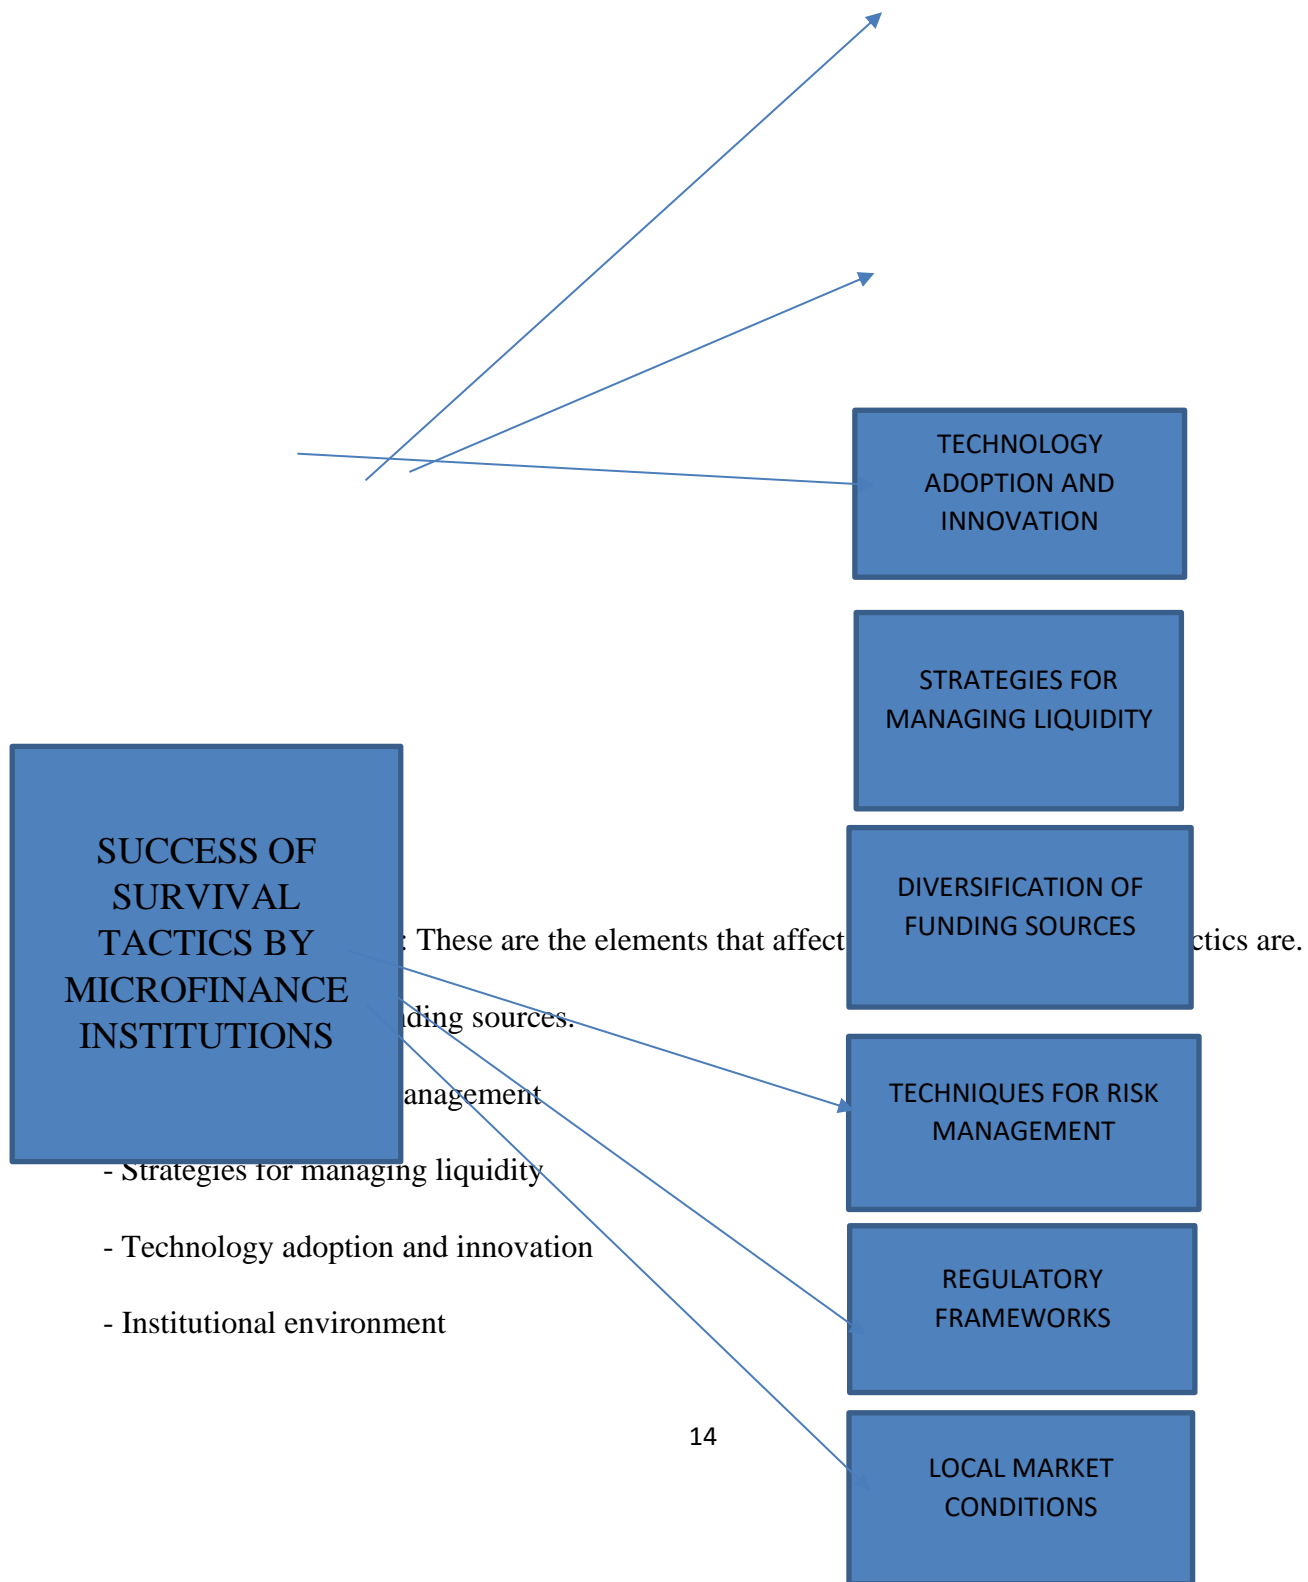 TECHNOLOGY
ADOPTION AND
INNOVATION
STRATEGIES FOR
MANAGING LIQUIDITY
SUCCESS OF
SURVIVAL
TACTICS BY
MICROFINANCE
INSTITUTIONS
DIVERSIFICATION OF
FUNDING SOURCES
: These are the elements that affect ctics are.
nding sources.
anagement
- Strategies for managing liquidity
- Technology adoption and innovation
- Institutional environment
TECHNIQUES FOR RISK
MANAGEMENT
REGULATORY
FRAMEWORKS
14
LOCAL MARKET
CONDITIONS